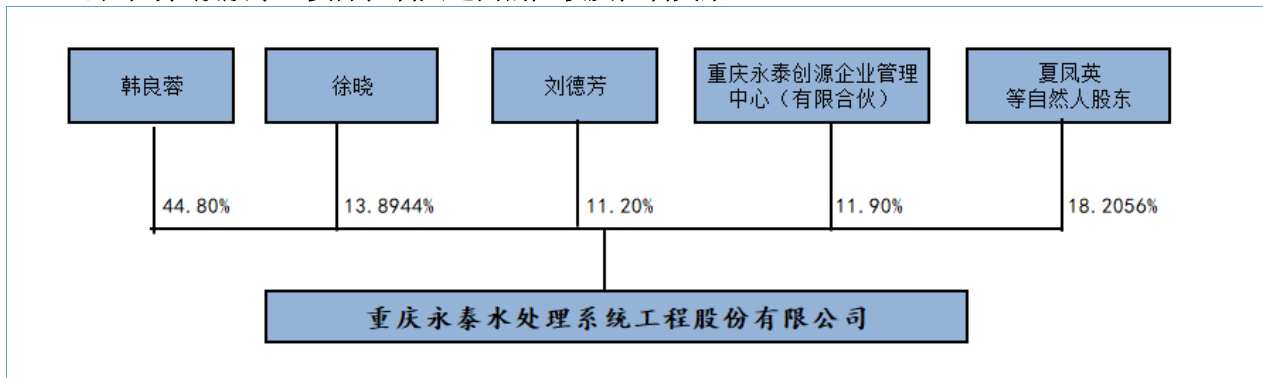 韩良蓉
徐晓
刘德芳
重庆永泰创源企业管理
中心（有限合伙）
夏凤英
等自然人股东
44.80%
13.8944%
11.20%
11.90%
18.2056%
重庆永泰水处理系统工程股份有限公司